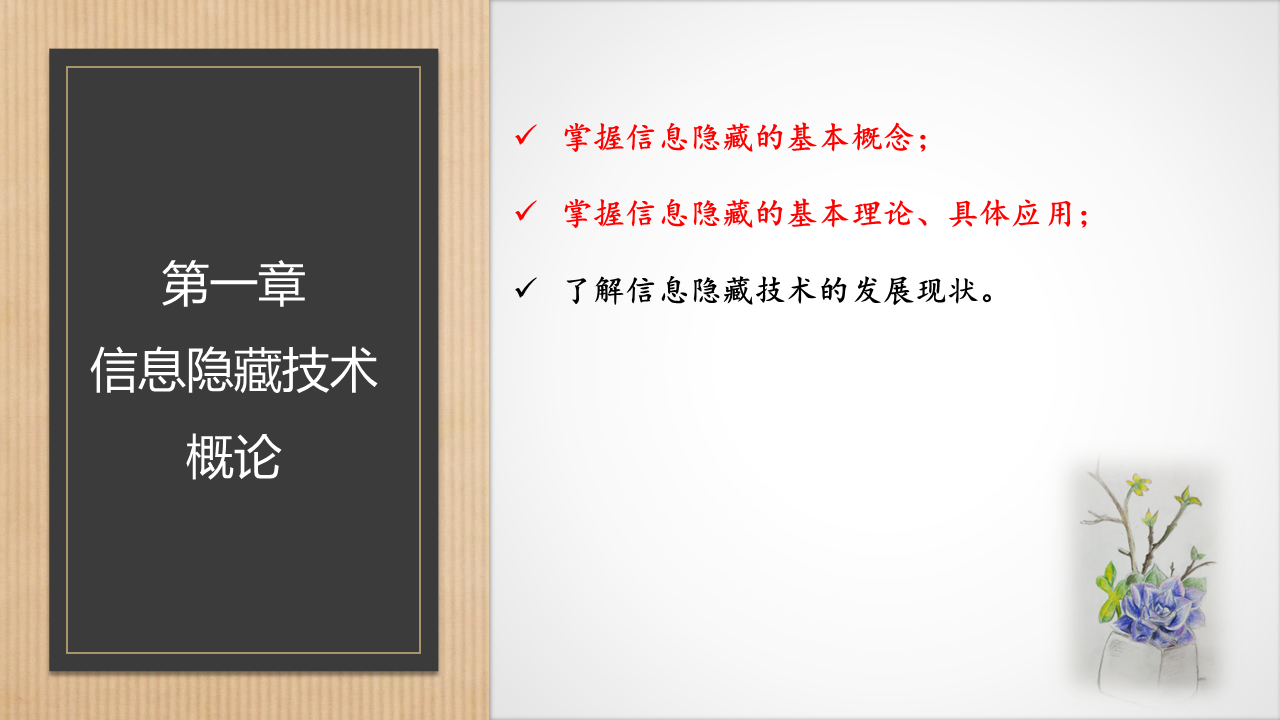 第一章
信息隐藏技术
概论
✓ 掌握信息隐藏的基本概念；
✓ 掌握信息隐藏的基本理论、具体应用；
✓ 了解信息隐藏技术的发展现状。